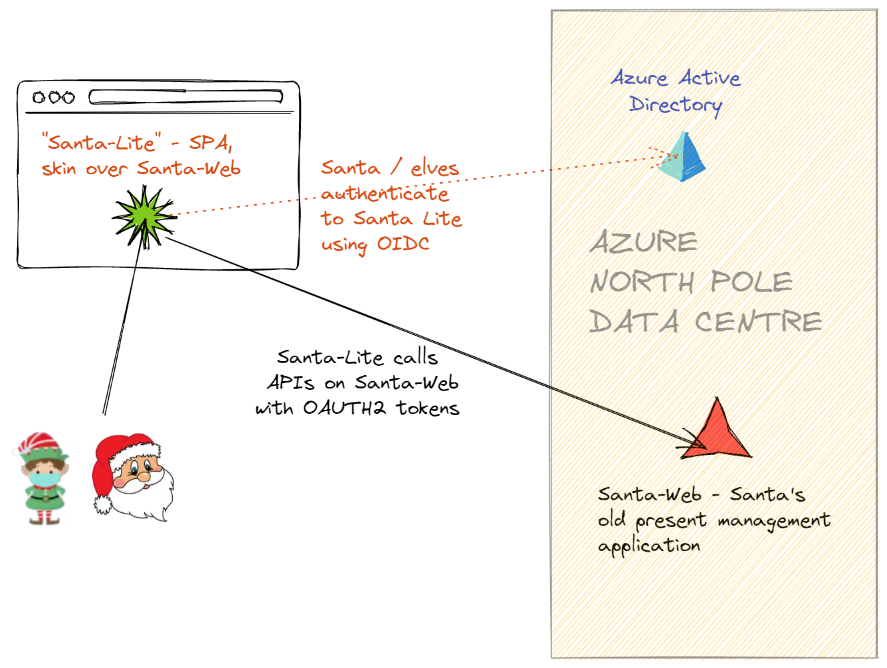 "Santa-Lite" - SPA,
skin over Santa-Web
Santa / elves
authenticate
to Santa Lite
using OIDC
Azure Active
Directory
AZURE
NORTH POLE
DATA CENTRE
Santa-Lite calls
APIs on Santa-Web
with OAUTH2 tokens
Santa-Web - Santa's
old present management
application